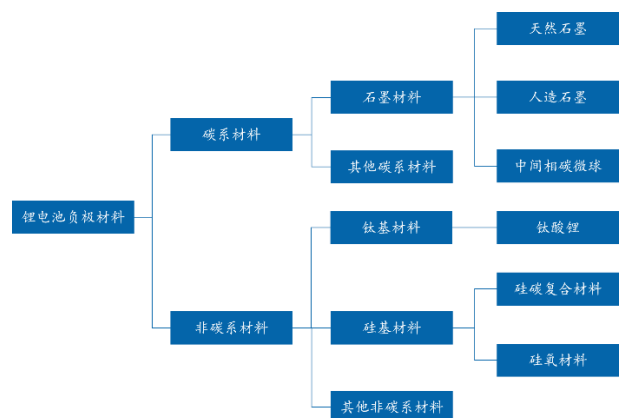 天然石墨
石墨材料
人造石墨
碳系材料
其他碳系材料
中间相碳微球
锂电池负极材料
钛基材料
钛酸锂
硅碳复合材料
非碳系材料
硅基材料
硅氧材料
其他非碳系材料